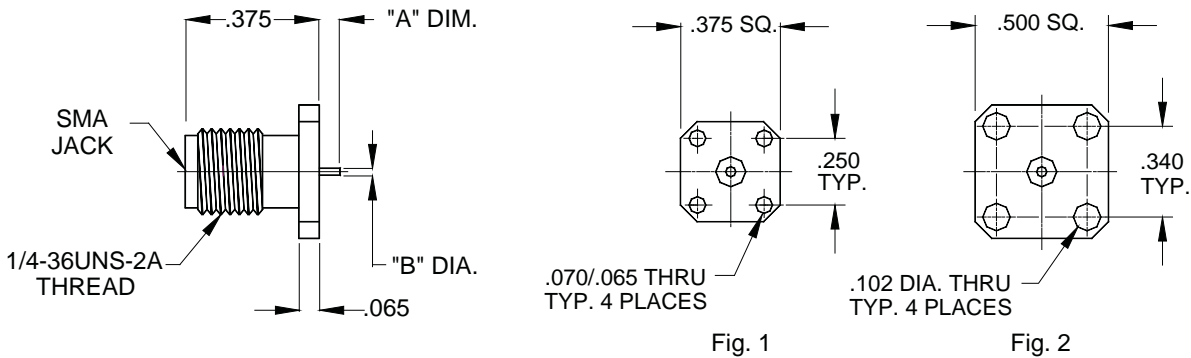 .375
"A" DIM.
SMA
JACK
1/4-36UNS-2A
THREAD
"B" DIA.
.065
.375 SQ.
.250
TYP.
.070/.065 THRU
TYP. 4 PLACES
Fig. 1
.500 SQ.
.340
TYP.
.102 DIA. THRU
TYP. 4 PLACES
Fig. 2